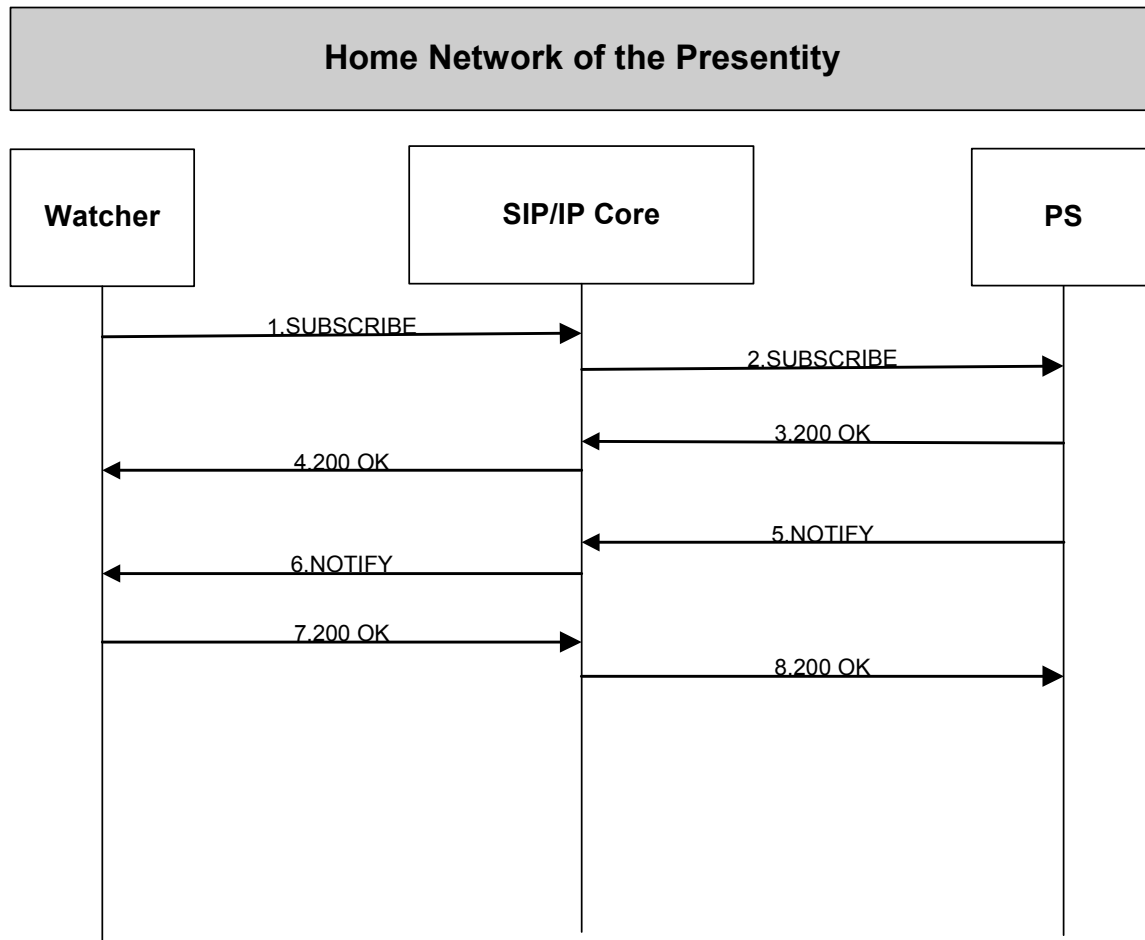 Home Network of the Presentity
Watcher
SIP/IP Core
PS
1.SUBSCRIBE
2.SUBSCRIBE
3.200 OK
4.200 OK
5.NOTIFY
6.NOTIFY
7.200 OK
8.200 OK